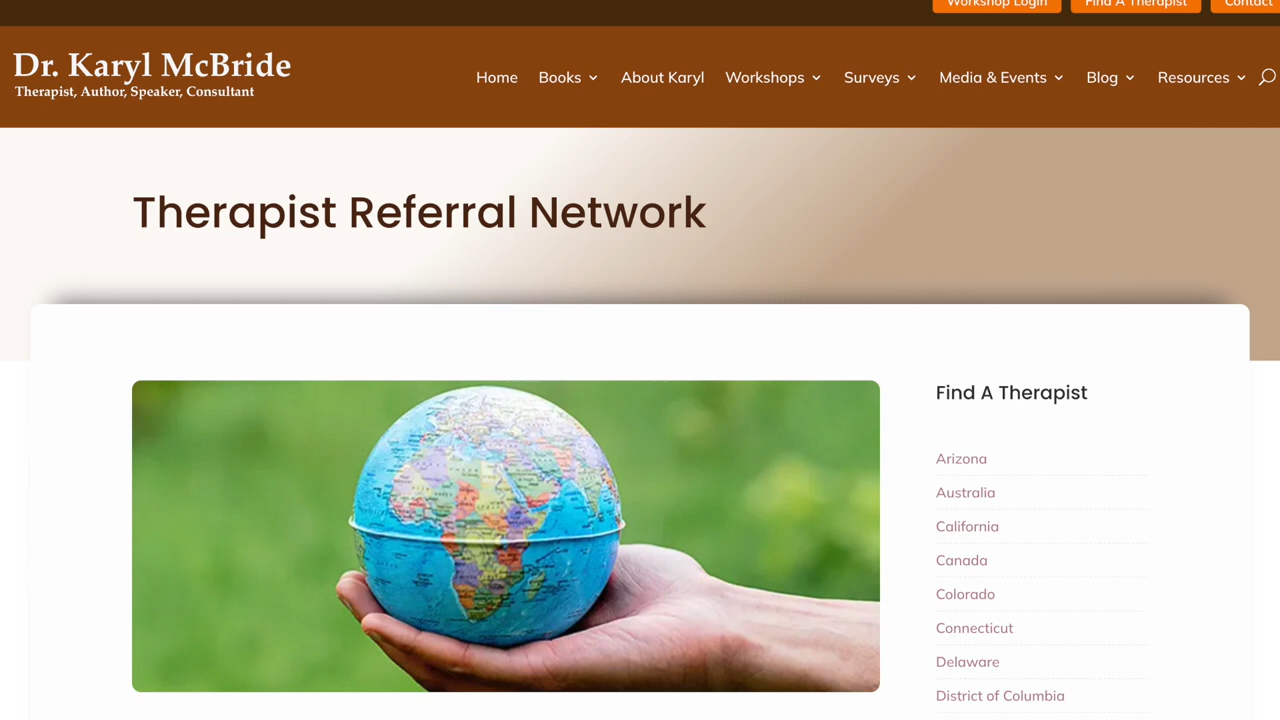 Workshop Login Find A Therapist Contact
Dr. Karyl McBride
Therapist, Author, Speaker, Consultant
Home Books About Karyl Workshops Surveys Media & Events Blog Resources
Therapist Referral Network
Find A Therapist
Arizona
Australia
California
Canada
Colorado
Connecticut
Delaware
District of Columbia